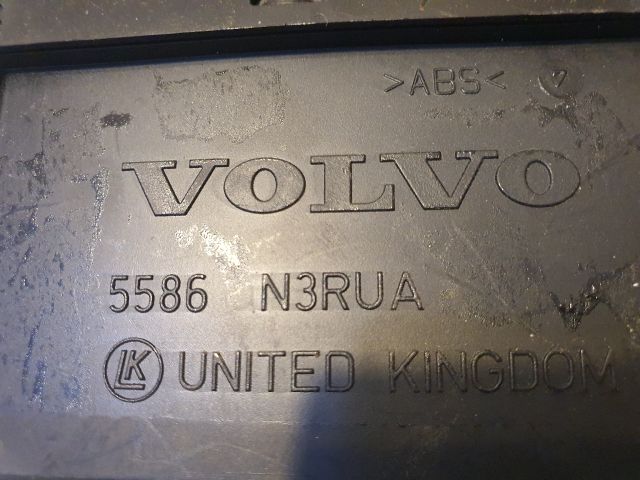 >ABS<
VOLVO
5586 N3RUA
LK UNITED KINGDOM